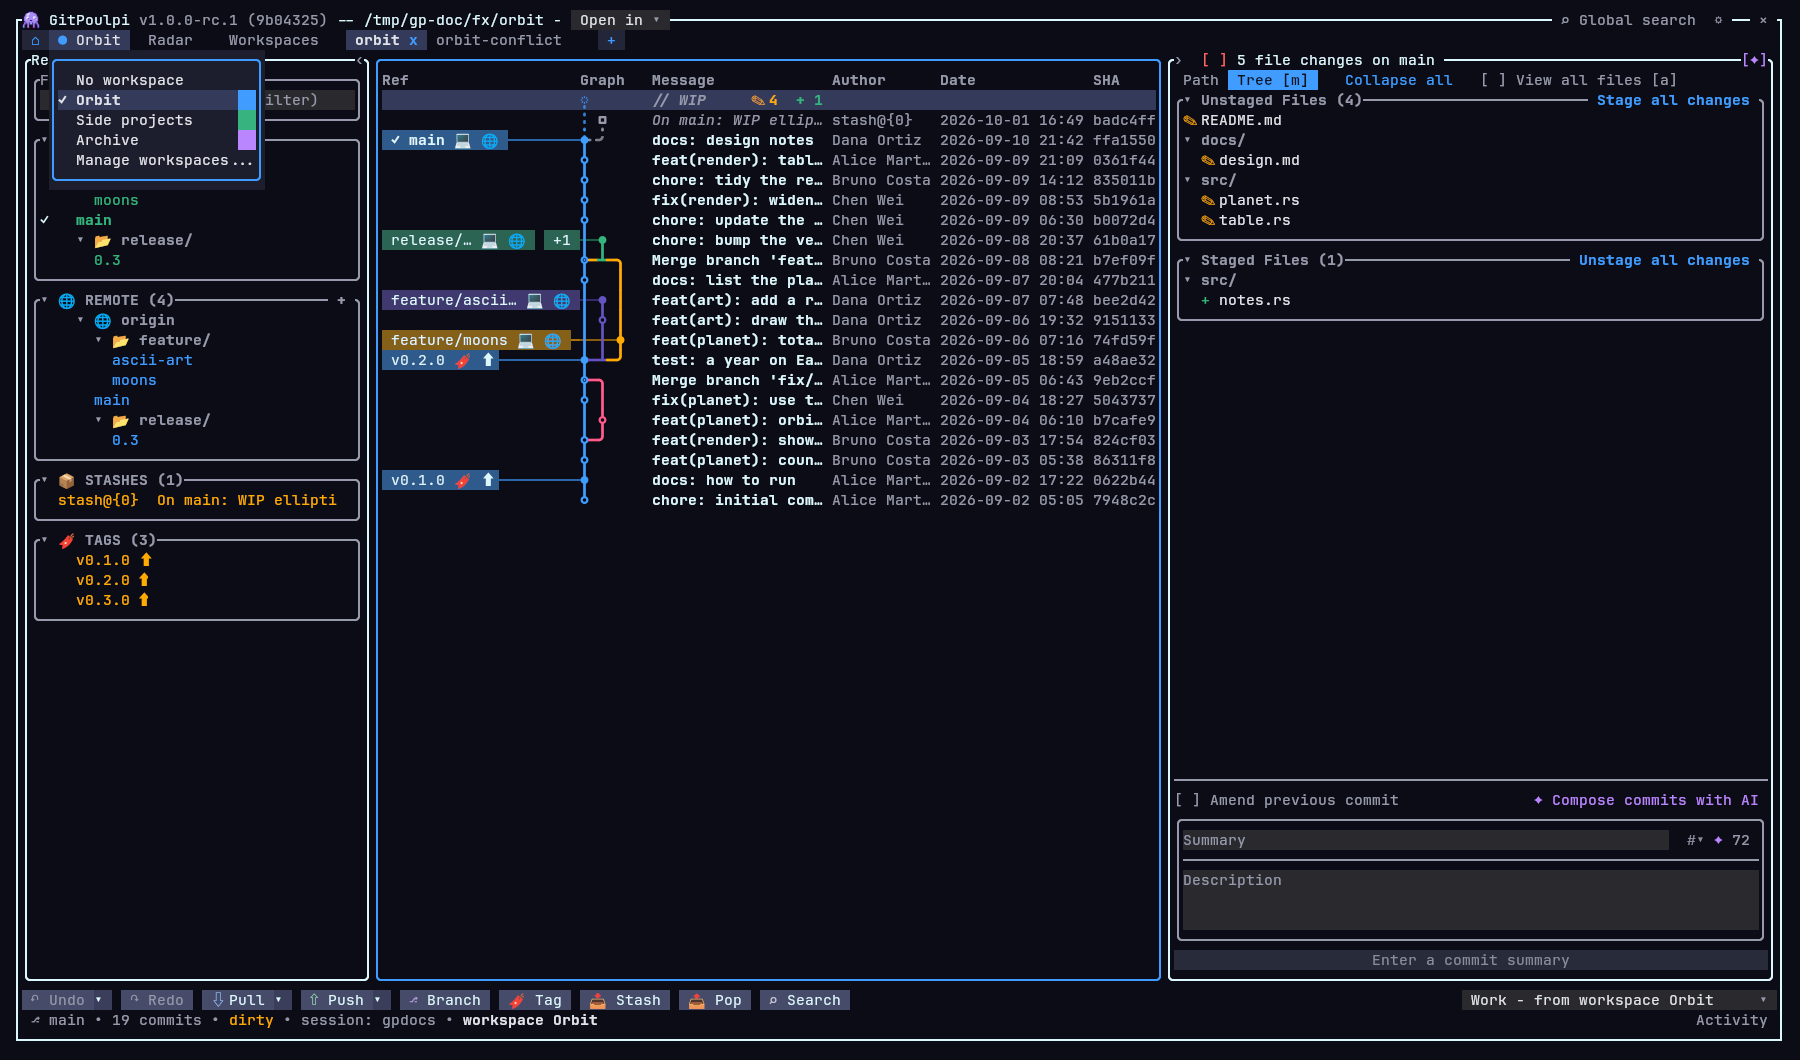 GitPoulpi v1.0.0-rc.1 (9b04325) −− /tmp/gp-doc/fx/orbit - Open in ▾ ⌕ Global search ☼ ×
⌂ ● Orbit Radar Workspaces orbit x orbit-conflict +
Re ‹
No workspace
✓ Orbit
Side projects
Archive
Manage workspaces...
F
ilter)
moons
✓ main
▾ 📂 release/
0.3
▾ 🌐 REMOTE (4) +
▾ 🌐 origin
▾ 📂 feature/
ascii-art
moons
main
▾ 📂 release/
0.3
▾ 📦 STASHES (1)
stash@{0} On main: WIP ellipti
▾ 🔖 TAGS (3)
v0.1.0 ⬆
v0.2.0 ⬆
v0.3.0 ⬆
Ref Graph Message Author Date SHA
// WIP ✎ 4 + 1
On main: WIP ellip… stash@{0} 2026-10-01 16:49 badc4ff
✓ main 💻 🌐 docs: design notes Dana Ortiz 2026-09-10 21:42 ffa1550
feat(render): tabl… Alice Mart… 2026-09-09 21:09 0361f44
chore: tidy the re… Bruno Costa 2026-09-09 14:12 835011b
fix(render): widen… Chen Wei 2026-09-09 08:53 5b1961a
chore: update the … Chen Wei 2026-09-09 06:30 b0072d4
release/… 💻 🌐 +1 chore: bump the ve… Chen Wei 2026-09-08 20:37 61b0a17
Merge branch 'feat… Bruno Costa 2026-09-08 08:21 b7ef09f
docs: list the pla… Alice Mart… 2026-09-07 20:04 477b211
feature/ascii… 💻 🌐 feat(art): add a r… Dana Ortiz 2026-09-07 07:48 bee2d42
feat(art): draw th… Dana Ortiz 2026-09-06 19:32 9151133
feature/moons 💻 🌐 feat(planet): tota… Bruno Costa 2026-09-06 07:16 74fd59f
v0.2.0 🔖 ⬆ test: a year on Ea… Dana Ortiz 2026-09-05 18:59 a48ae32
Merge branch 'fix/… Alice Mart… 2026-09-05 06:43 9eb2ccf
fix(planet): use t… Chen Wei 2026-09-04 18:27 5043737
feat(planet): orbi… Alice Mart… 2026-09-04 06:10 b7cafe9
feat(render): show… Bruno Costa 2026-09-03 17:54 824cf03
feat(planet): coun… Bruno Costa 2026-09-03 05:38 86311f8
v0.1.0 🔖 ⬆ docs: how to run Alice Mart… 2026-09-02 17:22 0622b44
chore: initial com… Alice Mart… 2026-09-02 05:05 7948c2c
› [ ] 5 file changes on main [✦]
Path Tree [m] Collapse all [ ] View all files [a]
▾ Unstaged Files (4) Stage all changes
✎ README.md
▾ docs/
✎ design.md
▾ src/
✎ planet.rs
✎ table.rs
▾ Staged Files (1) Unstage all changes
▾ src/
+ notes.rs
[ ] Amend previous commit ✦ Compose commits with AI
Summary #▾ ✦ 72
Description
Enter a commit summary
↶ Undo ▾ ↷ Redo ⇩ Pull ▾ ⇧ Push ▾ ⎇ Branch 🔖 Tag 📥 Stash 📤 Pop ⌕ Search Work - from workspace Orbit ▾
⎇ main • 19 commits • dirty • session: gpdocs • workspace Orbit Activity